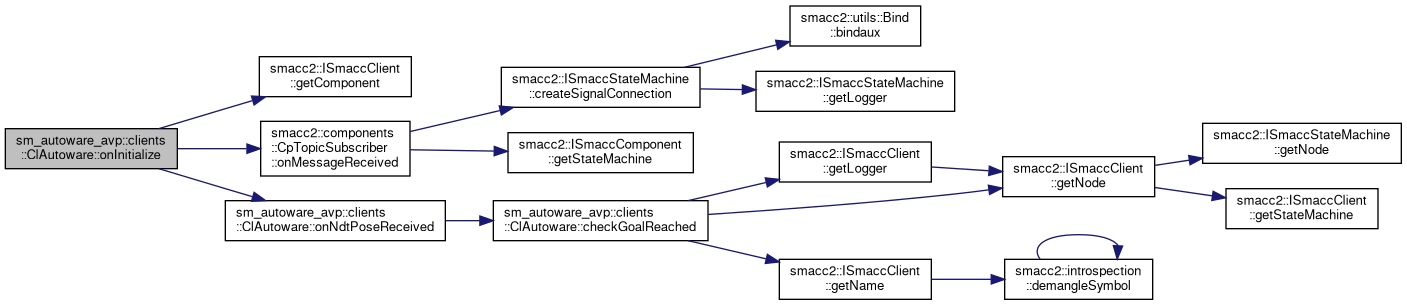 sm_autoware_avp::clients
::ClAutoware::onInitialize
smacc2::ISmaccClient
::getComponent
smacc2::components
::CpTopicSubscriber
::onMessageReceived
sm_autoware_avp::clients
::ClAutoware::onNdtPoseReceived
smacc2::ISmaccStateMachine
::createSignalConnection
smacc2::ISmaccComponent
::getStateMachine
sm_autoware_avp::clients
::ClAutoware::checkGoalReached
smacc2::utils::Bind
::bindaux
smacc2::ISmaccStateMachine
::getLogger
smacc2::ISmaccClient
::getLogger
smacc2::ISmaccClient
::getName
smacc2::ISmaccClient
::getNode
smacc2::introspection
::demangleSymbol
smacc2::ISmaccStateMachine
::getNode
smacc2::ISmaccClient
::getStateMachine